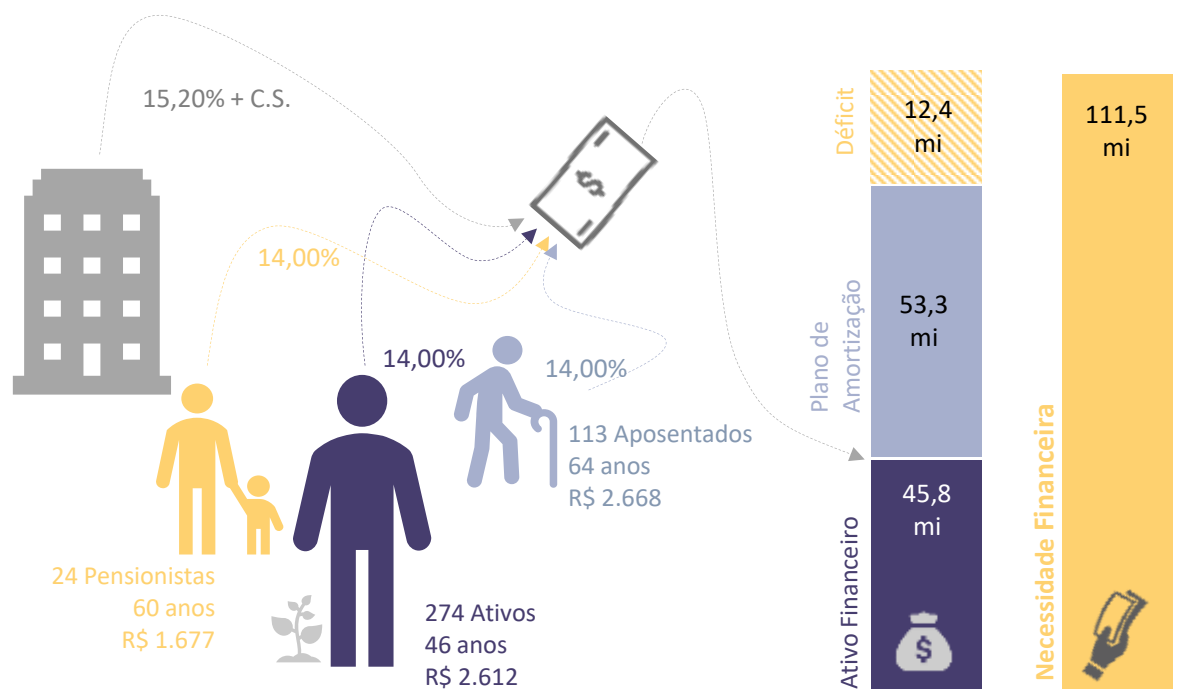 15,20% + C.S.
14,00%
14,00%
14,00%
24 Pensionistas
60 anos
R$ 1.677
274 Ativos
46 anos
R$ 2.612
113 Aposentados
64 anos
R$ 2.668
$
Déficit
12,4
mi
Plano de
Amortização
53,3
mi
Ativo Financeiro
45,8
mi
$
Necessidade Financeira
111,5
mi